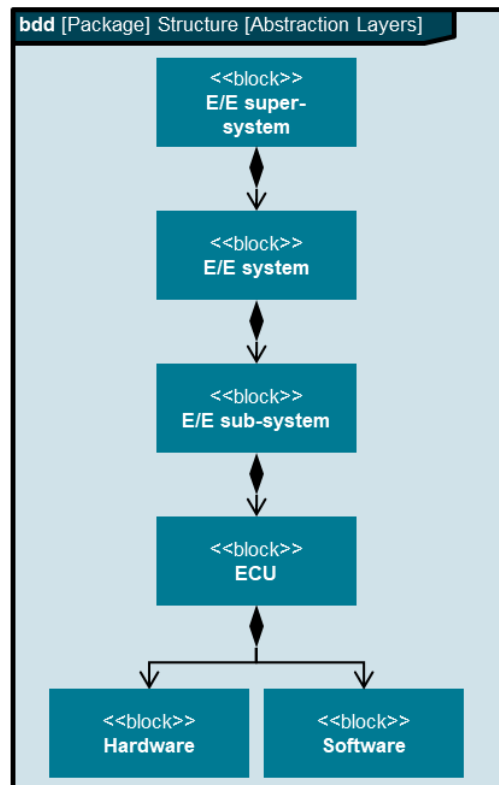 bdd [Package] Structure [Abstraction Layers]
<<block>>
E/E super-
system
<<block>>
E/E system
<<block>>
E/E sub-system
<<block>>
ECU
<<block>>
Hardware
<<block>>
Software